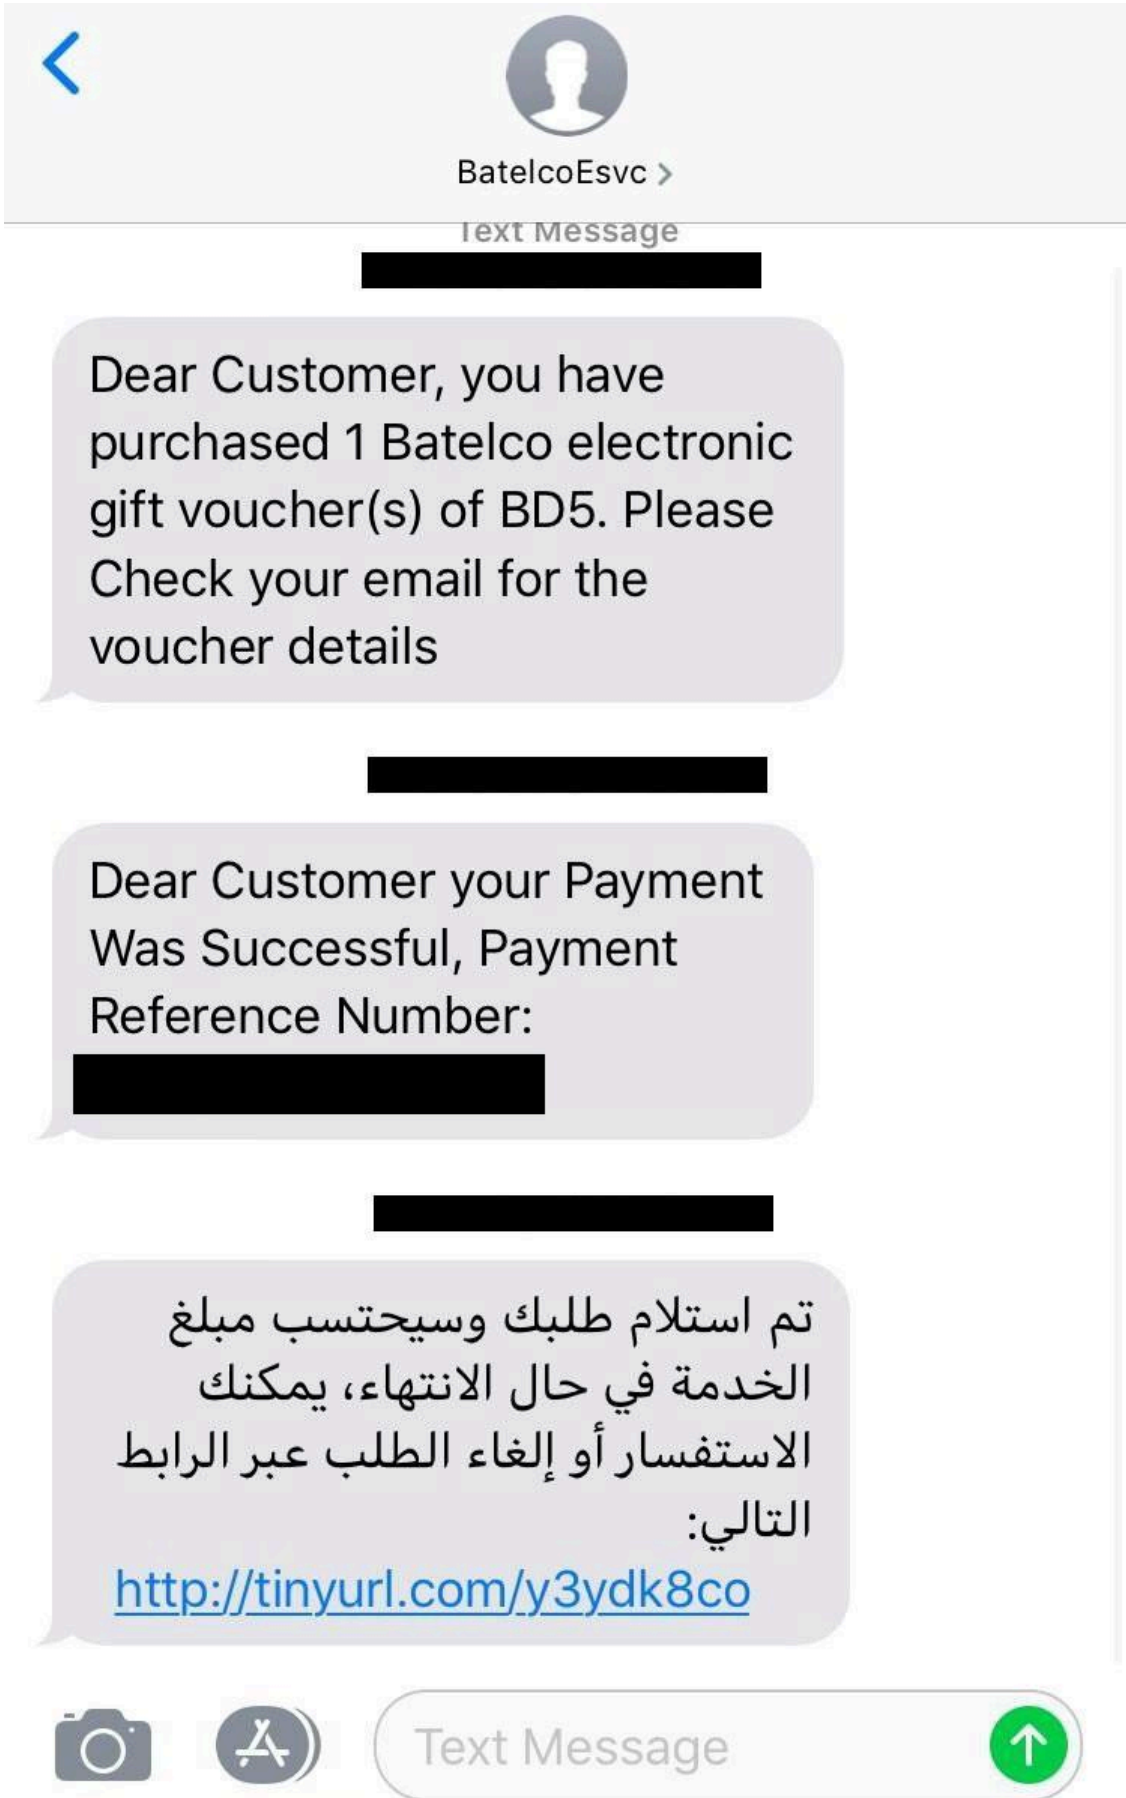 BatelcoEsvc >
Text Message
Dear Customer, you have
purchased 1 Batelco electronic
gift voucher(s) of BD5. Please
Check your email for the
voucher details
Dear Customer your Payment
Was Successful, Payment
Reference Number:
تم استلام طلبك وسيحتسب مبلغ
الخدمة في حال الانتهاء، يمكنك
الاستفسار أو إلغاء الطلب عبر الرابط
التالي:
http://tinyurl.com/y3ydk8co
Text Message